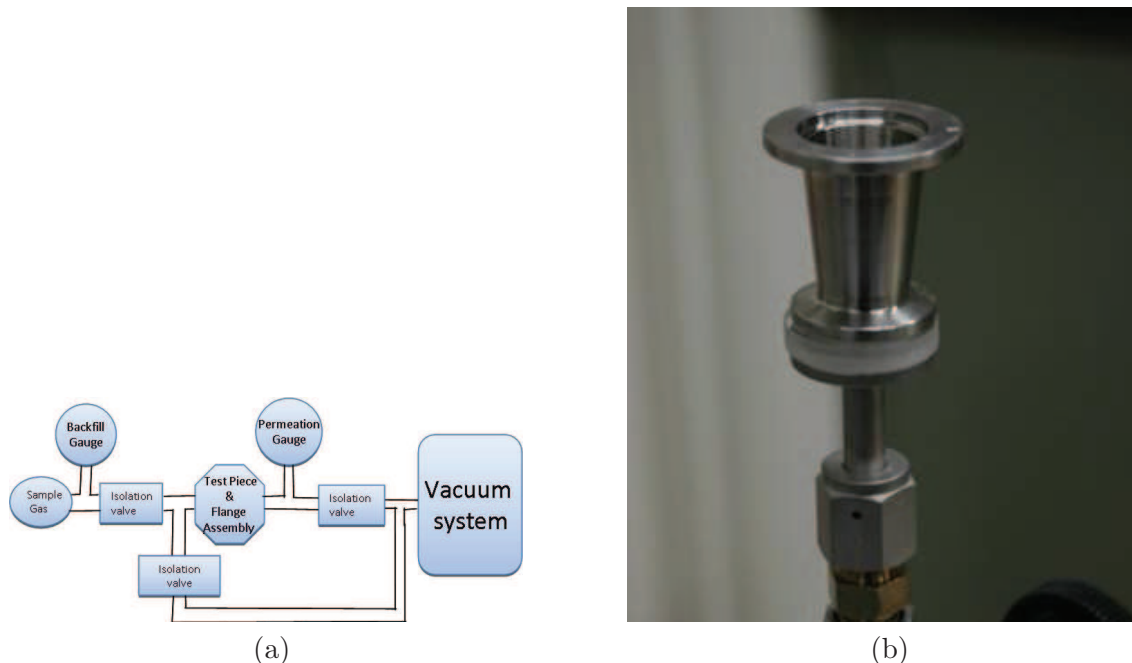 Backfill
Gauge
Permeation
Gauge
Sample
Gas
Isolation
valve
Test Piece
&
Flange
Assembly
Isolation
valve
Vacuum
system
Isolation
valve
(a)
(b)